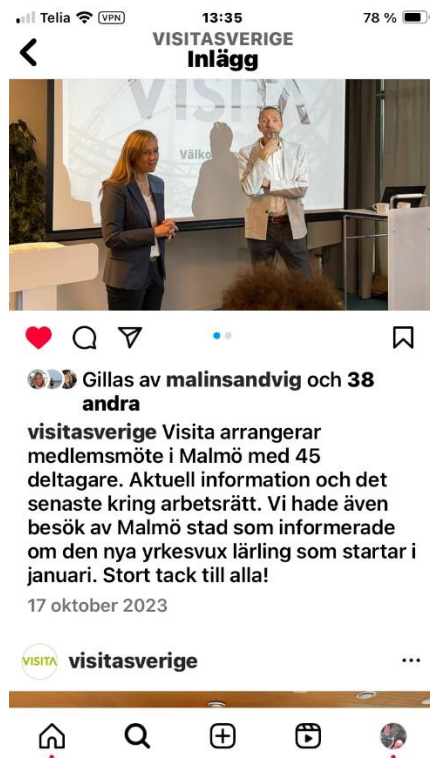 Telia VPN 13:35 78 %
VISITASVERIGE
Inlägg
VISITA
Välko
Gillas av malinsandvig och 38
andra
visitasverige Visita arrangerar
medlemsmöte i Malmö med 45
deltagare. Aktuell information och det
senaste kring arbetsrätt. Vi hade även
besök av Malmö stad som informerade
om den nya yrkesvux lärling som startar i
januari. Stort tack till alla!
17 oktober 2023
VISITA visitasverige